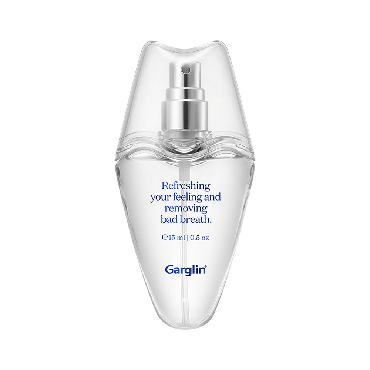 Refreshing
your feeling and
removing
bad breath.
℮15 ml | 0.5 oz
Garglin®